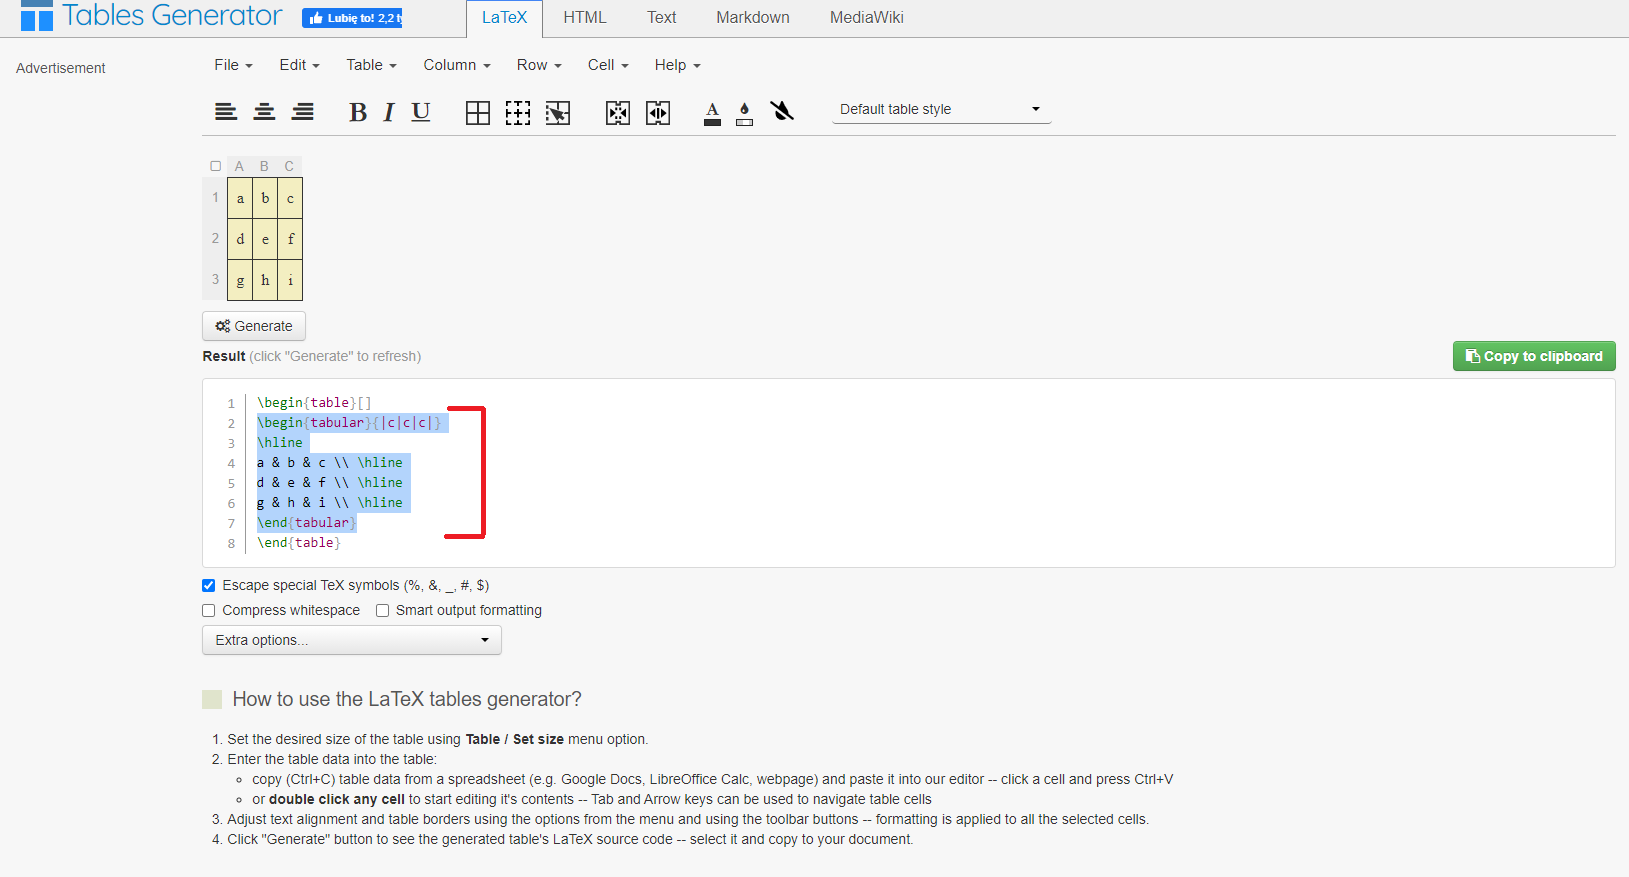 Tables Generator
Lubię to! 2,2 ty
LaTeX HTML Text Markdown MediaWiki
Advertisement
File Edit Table Column Row Cell Help
B I U A Default table style
A B C
1 a b c
2 d e f
3 g h i
Generate
Result (click "Generate" to refresh)
Copy to clipboard
1 \begin{table}[]
2 \begin{tabular}{|c|c|c|}
3 \hline
4 a & b & c \\ \hline
5 d & e & f \\ \hline
6 g & h & i \\ \hline
7 \end{tabular}
8 \end{table}
Escape special TeX symbols (%, &, _, #, $)
Compress whitespace Smart output formatting
Extra options...
How to use the LaTeX tables generator?
1. Set the desired size of the table using Table / Set size menu option.
2. Enter the table data into the table:
copy (Ctrl+C) table data from a spreadsheet (e.g. Google Docs, LibreOffice Calc, webpage) and paste it into our editor -- click a cell and press Ctrl+V
or double click any cell to start editing it's contents -- Tab and Arrow keys can be used to navigate table cells
3. Adjust text alignment and table borders using the options from the menu and using the toolbar buttons -- formatting is applied to all the selected cells.
4. Click "Generate" button to see the generated table's LaTeX source code -- select it and copy to your document.